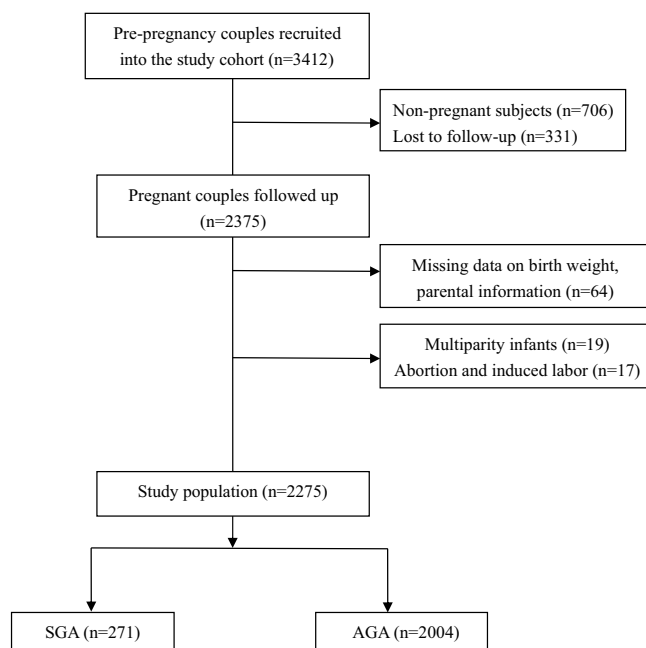 Pre-pregnancy couples recruited
into the study cohort (n=3412)
Non-pregnant subjects (n=706)
Lost to follow-up (n=331)
Pregnant couples followed up
(n=2375)
Missing data on birth weight,
parental information (n=64)
Multiparity infants (n=19)
Abortion and induced labor (n=17)
Study population (n=2275)
SGA (n=271)
AGA (n=2004)